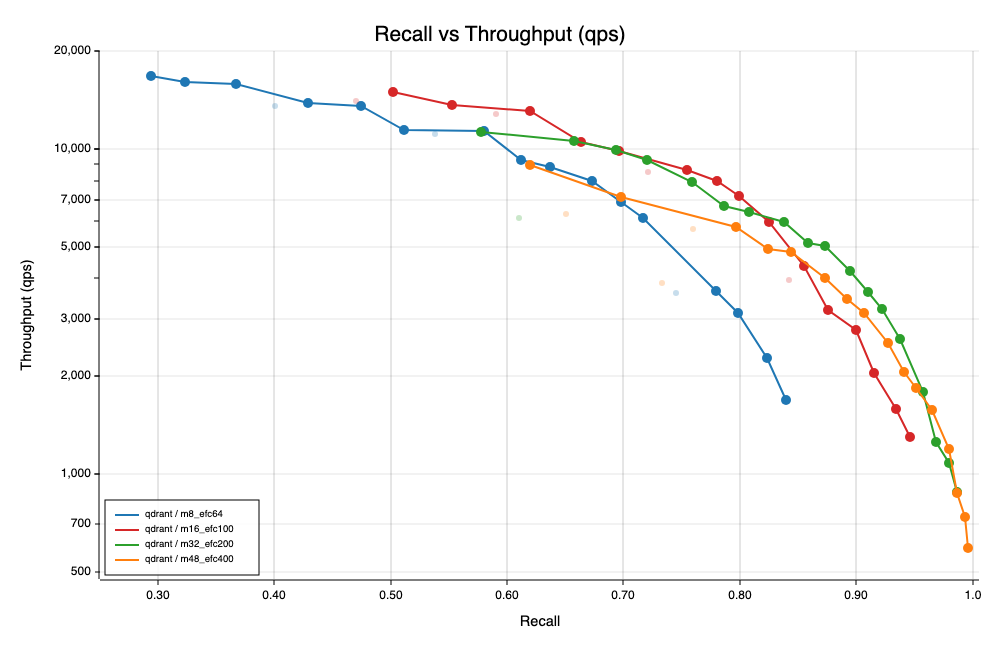 Recall vs Throughput (qps)
20,000
10,000
7,000
5,000
3,000
2,000
1,000
700
500
Throughput (qps)
qdrant / m8_efc64
qdrant / m16_efc100
qdrant / m32_efc200
qdrant / m48_efc400
0.30 0.40 0.50 0.60 0.70 0.80 0.90 1.0
Recall